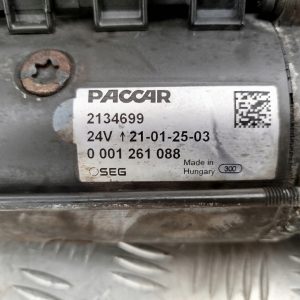 PACCAR
2134699
24V ↑ 21-01-25-03
0 001 261 088
SEG Made in
Hungary 300